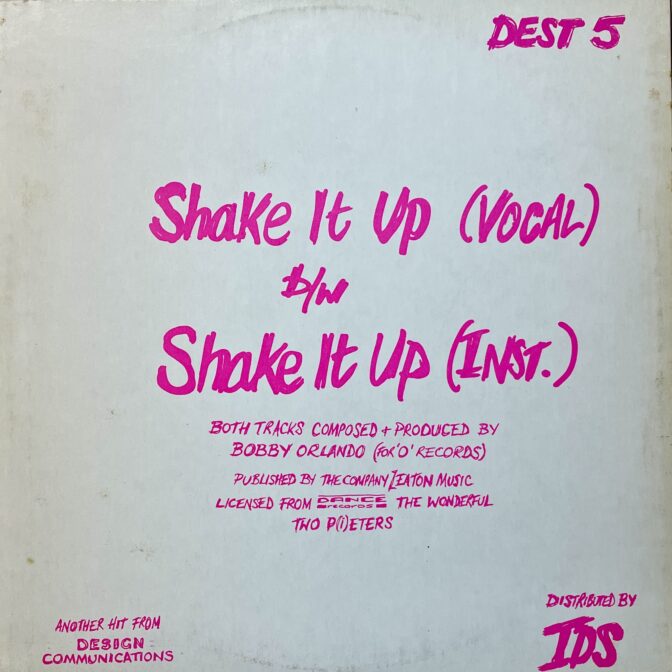 DEST 5
Shake It Up (VOCAL)
b/w
Shake It Up (INST.)
BOTH TRACKS COMPOSED + PRODUCED BY
BOBBY ORLANDO (FOR 'O' RECORDS)
PUBLISHED BY THE COMPANY/EATON MUSIC
LICENSED FROM DANCE records THE WONDERFUL
TWO P(I)ETERS
ANOTHER HIT FROM
DESIGN
COMMUNICATIONS
DISTRIBUTED BY
IDS